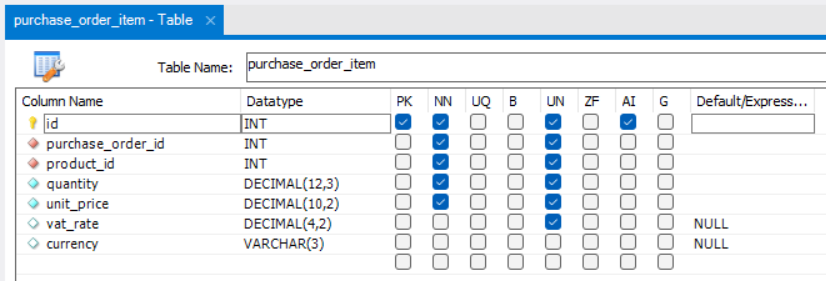 purchase_order_item - Table ×
Table Name: purchase_order_item
Column Name Datatype PK NN UQ B UN ZF AI G Default/Express...
id INT
purchase_order_id INT
product_id INT
quantity DECIMAL(12,3)
unit_price DECIMAL(10,2)
vat_rate DECIMAL(4,2) NULL
currency VARCHAR(3) NULL